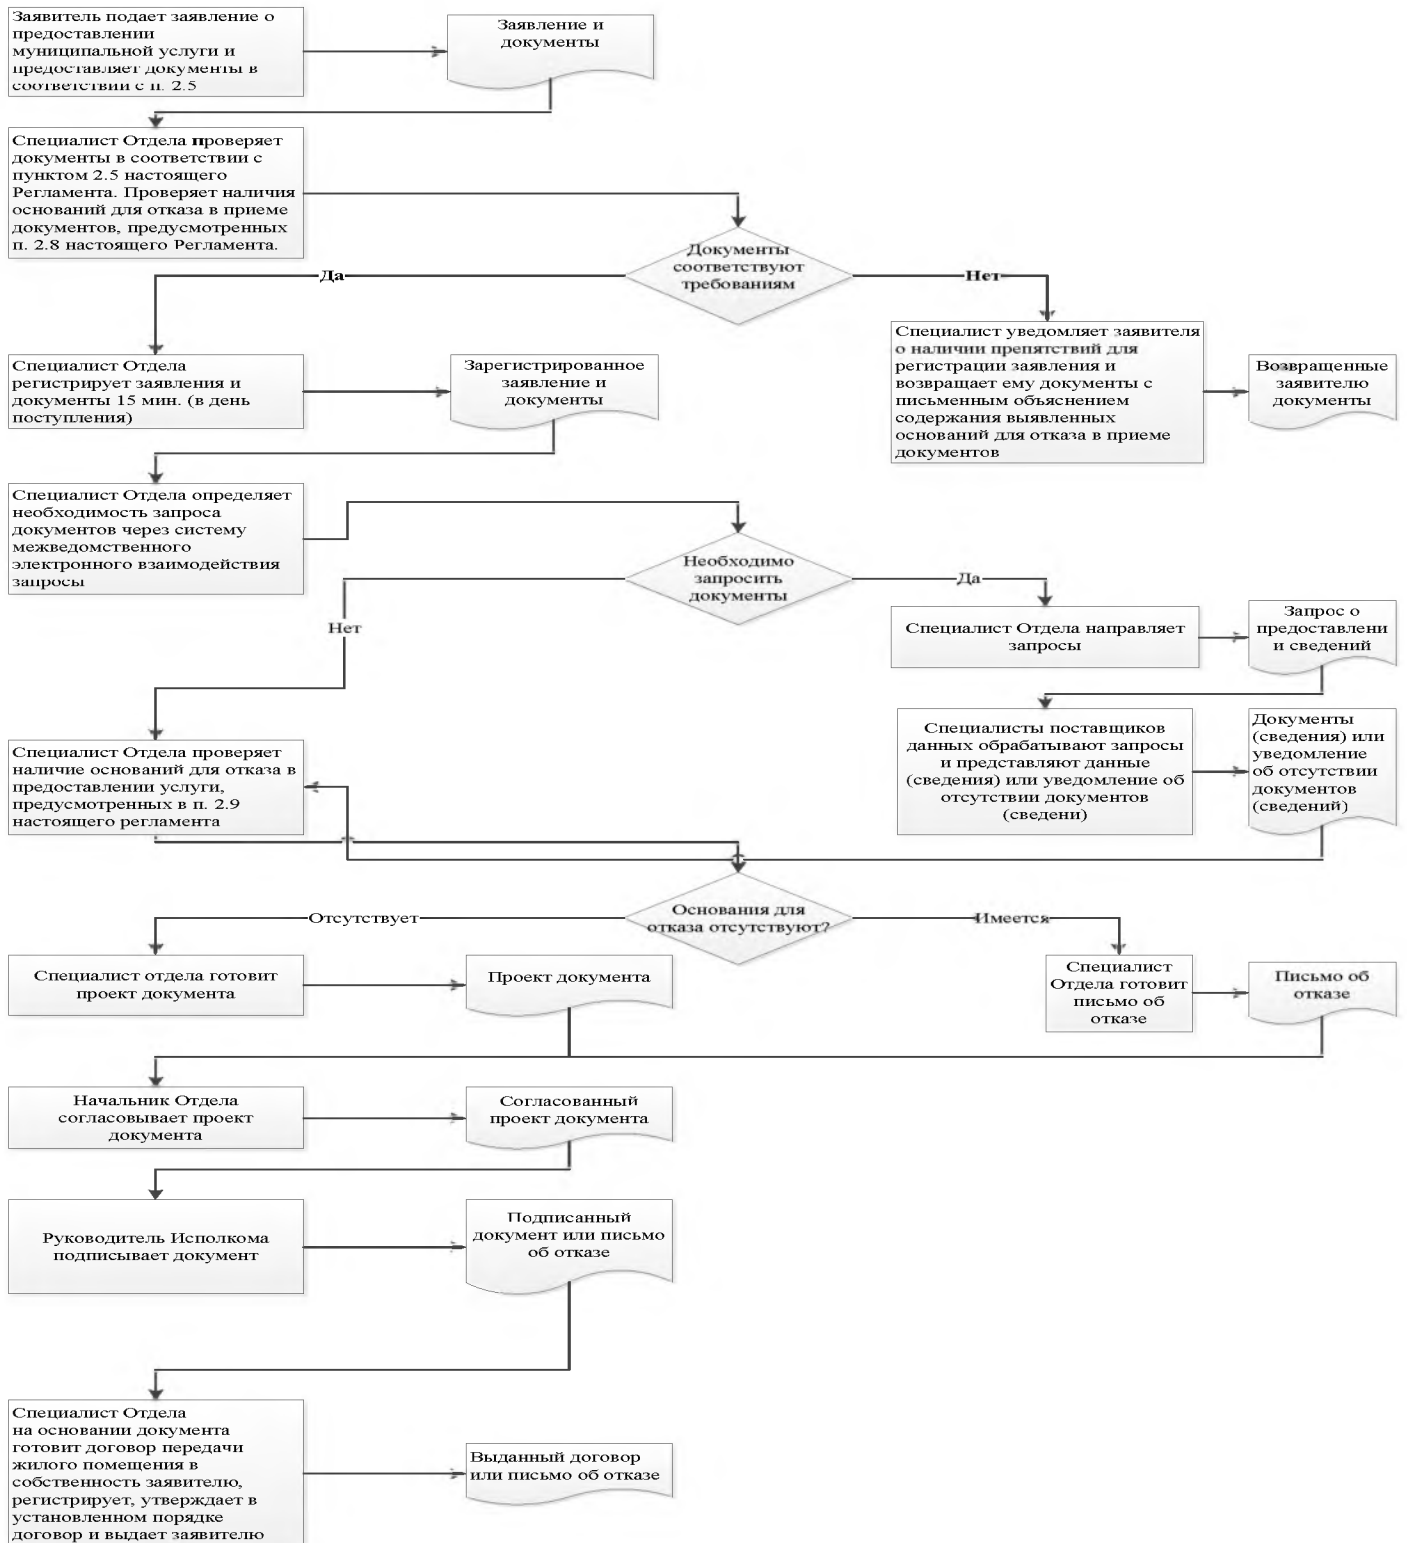 Заявитель подает заявление о
предоставлении
муниципальной услуги и
предоставляет документы в
соответствии с п. 2.5
Заявление и
документы
Специалист Отдела проверяет
документы в соответствии с
пунктом 2.5 настоящего
Регламента. Проверяет наличия
оснований для отказа в приеме
документов, предусмотренных
п. 2.8 настоящего Регламента.
Документы
соответствуют
требованиям
Да
Нет
Специалист Отдела
регистрирует заявления и
документы 15 мин. (в день
поступления)
Зарегистрированное
заявление и
документы
Специалист уведомляет заявителя
о наличии препятствий для
регистрации заявления и
возвращает ему документы с
письменным объяснением
содержания выявленных
оснований для отказа в приеме
документов
Возвращенные
заявителю
документы
Специалист Отдела определяет
необходимость запроса
документов через систему
межведомственного
электронного взаимодействия
запросы
Необходимо
запросить
документы
Нет
Да
Специалист Отдела направляет
запросы
Запрос о
предоставлени
и сведений
Специалисты поставщиков
данных обрабатывают запросы
и представляют данные
(сведения) или уведомление об
отсутствии документов
(сведени)
Документы
(сведения) или
уведомление
об отсутствии
документов
(сведений)
Специалист Отдела проверяет
наличие оснований для отказа в
предоставлении услуги,
предусмотренных в п. 2.9
настоящего регламента
Основания для
отказа отсутствуют?
Отсутствует
Имеется
Специалист отдела готовит
проект документа
Проект документа
Специалист
Отдела готовит
письмо об
отказе
Письмо об
отказе
Начальник Отдела
согласовывает проект
документа
Согласованный
проект документа
Руководитель Исполкома
подписывает документ
Подписанный
документ или письмо
об отказе
Специалист Отдела
на основании документа
готовит договор передачи
жилого помещения в
собственность заявителю,
регистрирует, утверждает в
установленном порядке
договор и выдает заявителю
Выданный договор
или письмо об отказе